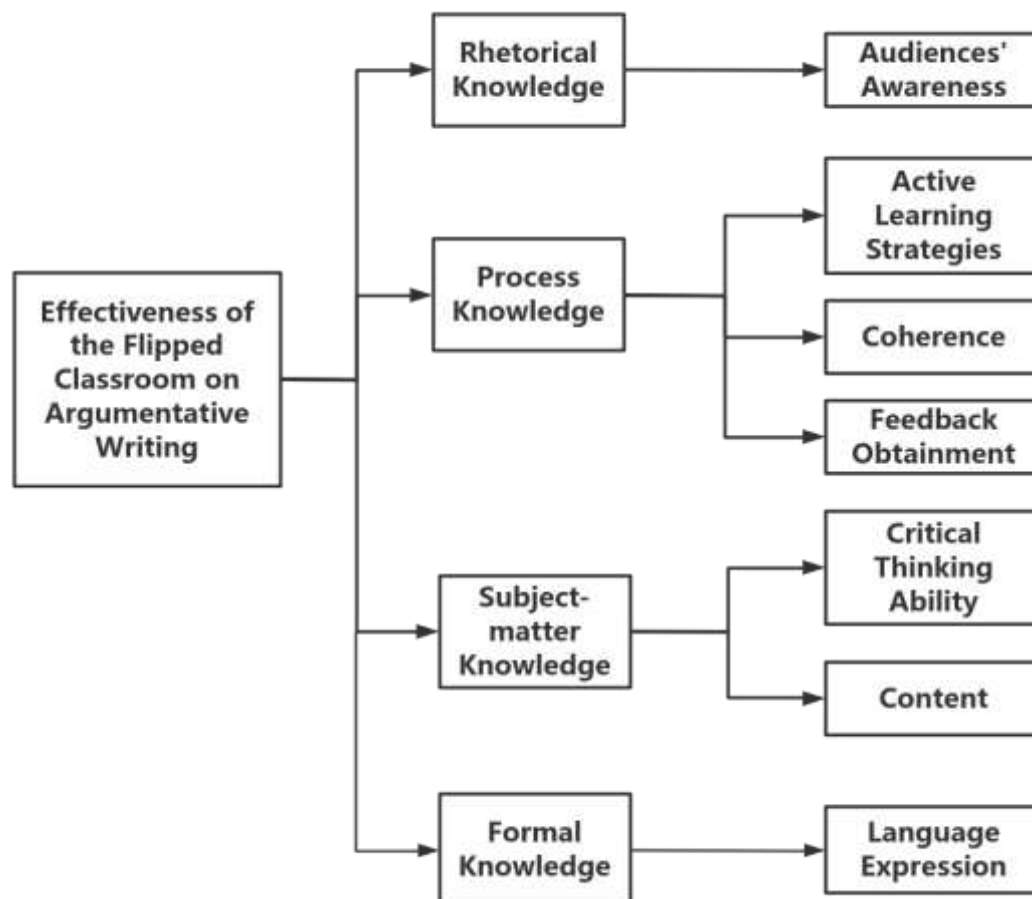 Effectiveness of
the Flipped
Classroom on
Argumentative
Writing
Rhetorical
Knowledge
Audiences'
Awareness
Process
Knowledge
Active
Learning
Strategies
Coherence
Feedback
Obtainment
Subject-
matter
Knowledge
Critical
Thinking
Ability
Content
Formal
Knowledge
Language
Expression